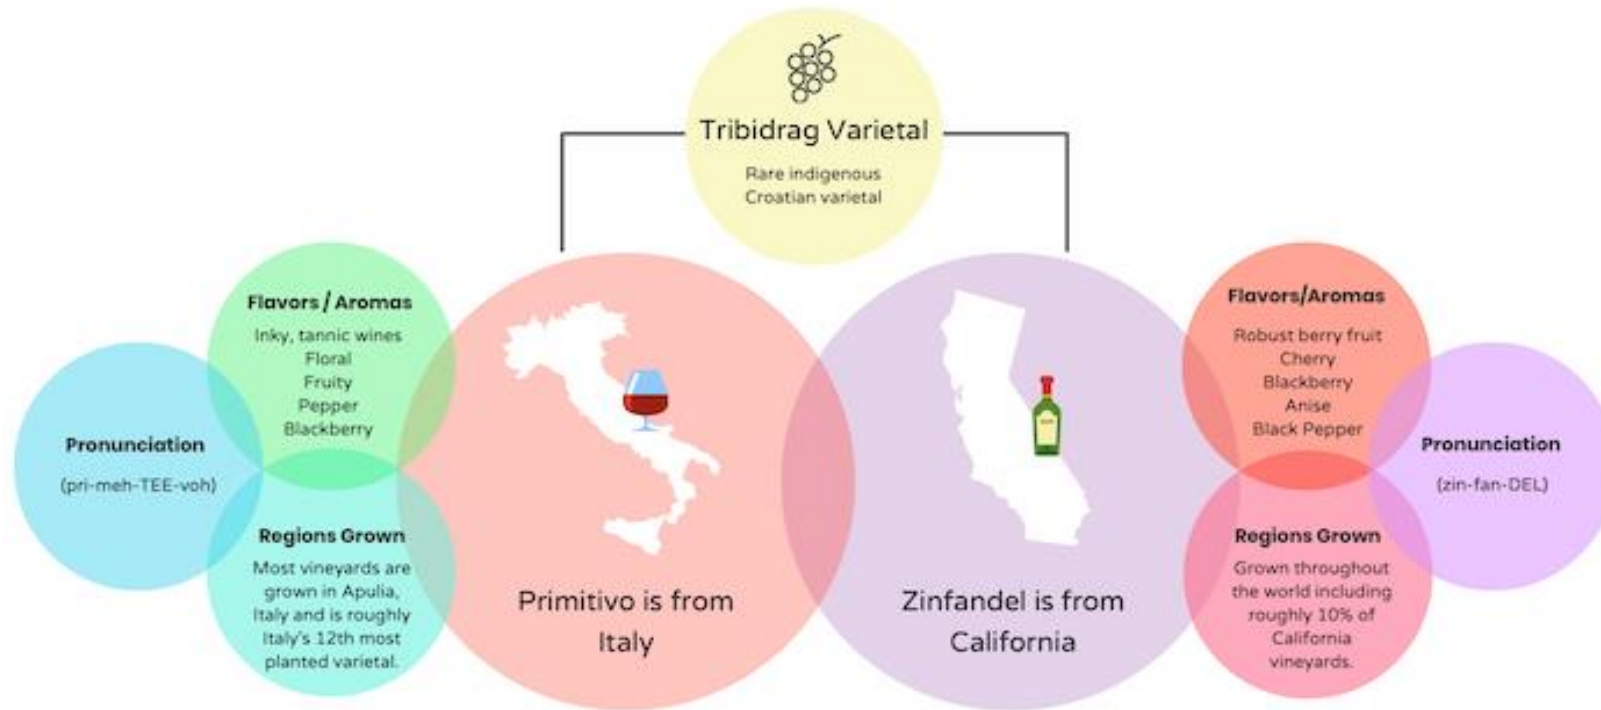 Tribidrag Varietal
Rare indigenous
Croatian varietal
Pronunciation
(pri-meh-TEE-voh)
Flavors / Aromas
Inky, tannic wines
Floral
Fruity
Pepper
Blackberry
Regions Grown
Most vineyards are
grown in Apulia,
Italy and is roughly
Italy's 12th most
planted varietal.
Primitivo is from
Italy
Zinfandel is from
California
Flavors/Aromas
Robust berry fruit
Cherry
Blackberry
Anise
Black Pepper
Regions Grown
Grown throughout
the world including
roughly 10% of
California
vineyards.
Pronunciation
(zin-fan-DEL)